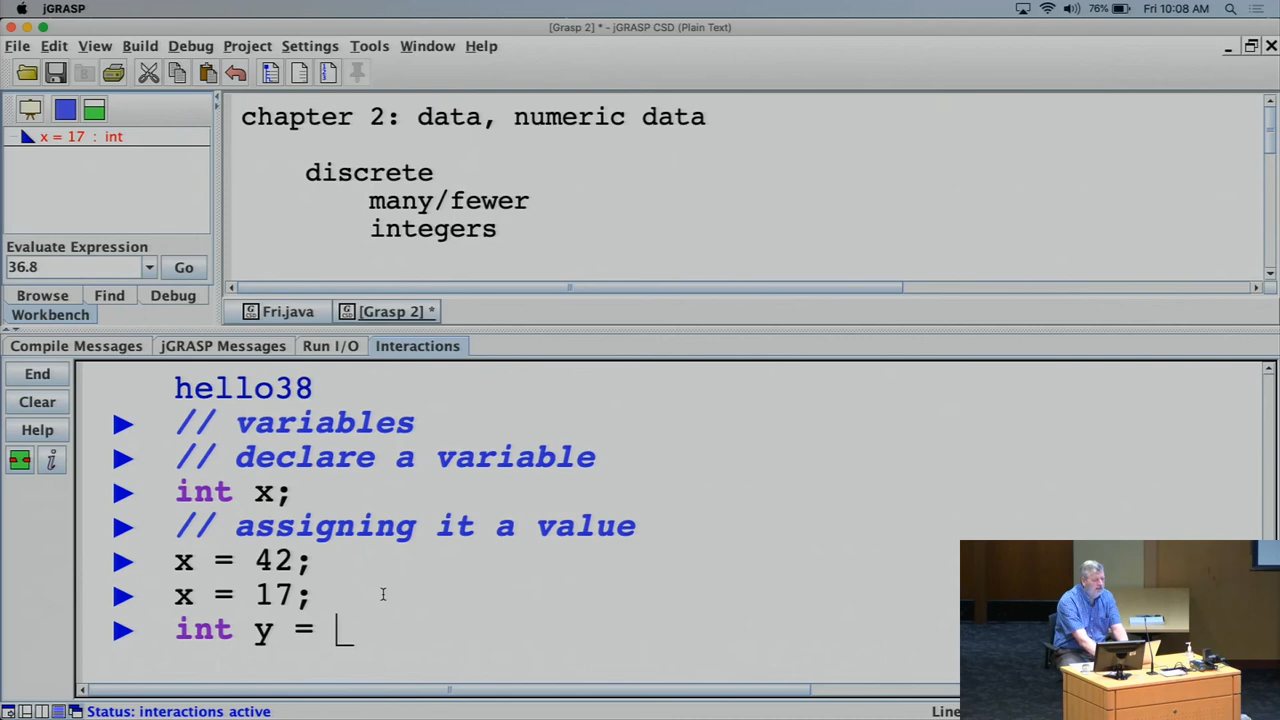 jGRASP
76%
Fri 10:08 AM
[Grasp 2] * - jGRASP CSD (Plain Text)
File Edit View Build Debug Project Settings Tools Window Help
x = 17 : int
Evaluate Expression
36.8
Go
Browse Find Debug
Workbench
chapter 2: data, numeric data
discrete
many/fewer
integers
Fri.java [Grasp 2] *
Compile Messages jGRASP Messages Run I/O Interactions
End
Clear
Help
hello38
// variables
// declare a variable
int x;
// assigning it a value
x = 42;
x = 17;
int y =
Status: interactions active
Line